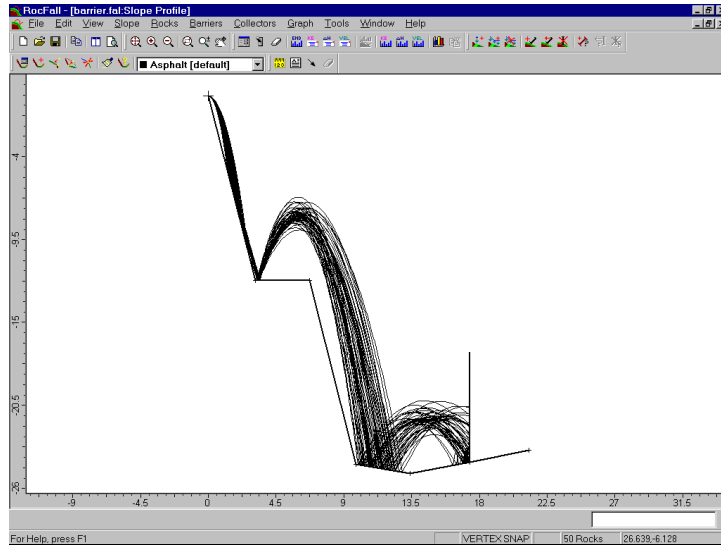 RocFall - [barrier.fal:Slope Profile]
File Edit View Slope Rocks Barriers Collectors Graph Tools Window Help
Asphalt [default]
-4
-9.5
-15
-20.5
-26
-9 -4.5 0 4.5 9 13.5 18 22.5 27 31.5
For Help, press F1 VERTEX SNAP 50 Rocks 26.639,-6.128